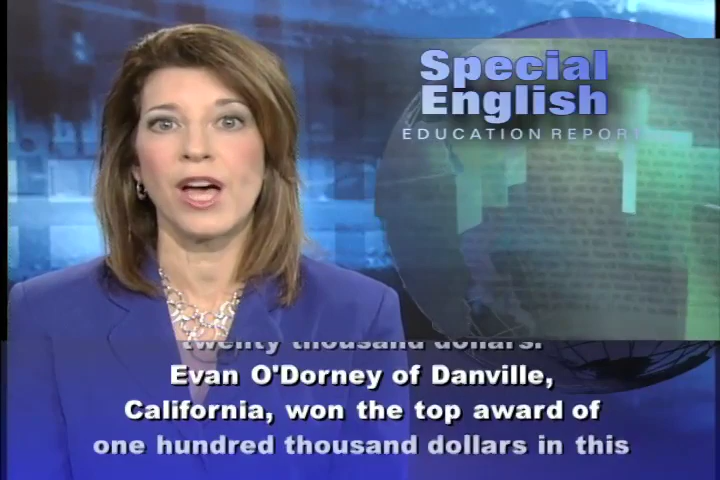 Special
English
EDUCATION REPORT
twenty thousand dollars.
Evan O'Dorney of Danville,
California, won the top award of
one hundred thousand dollars in this